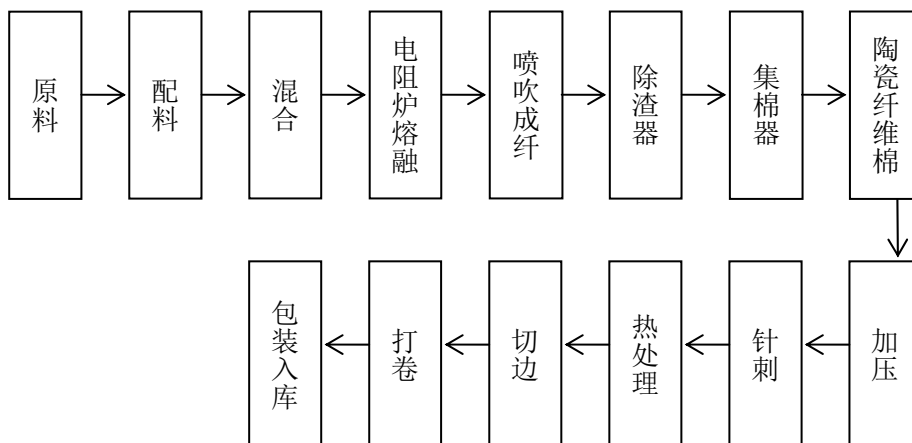 原料
配料
混合
电阻炉熔融
喷吹成纤
除渣器
集棉器
陶瓷纤维棉
加压
针刺
热处理
切边
打卷
包装入库